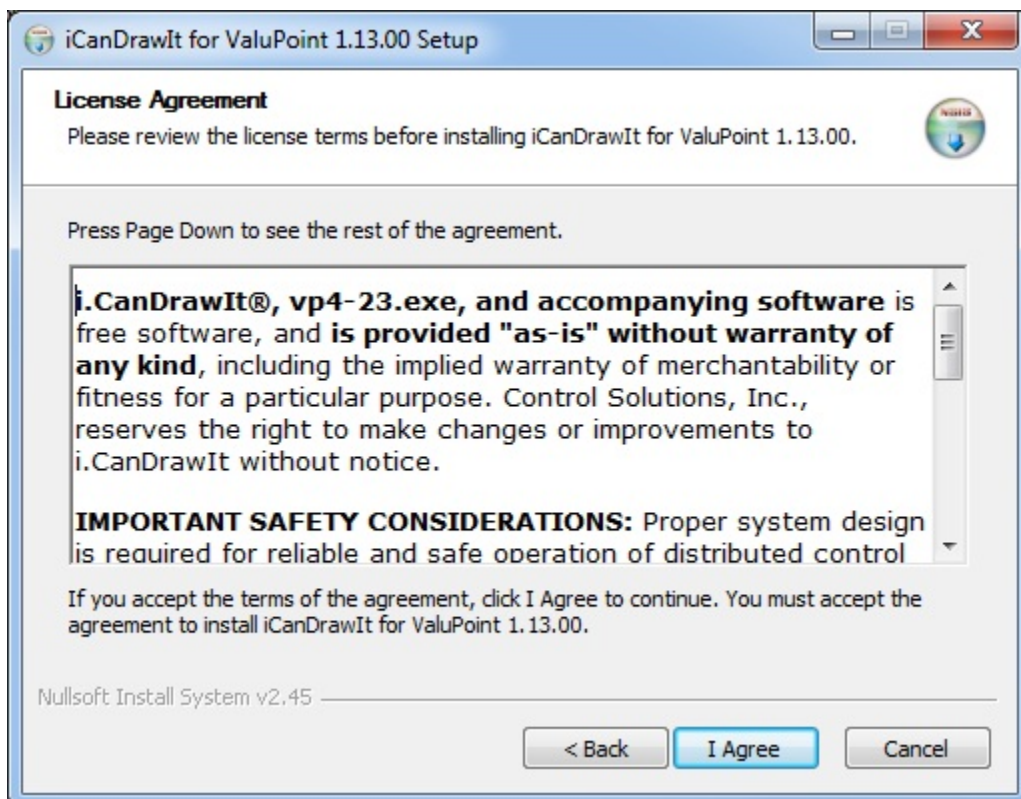 iCanDrawIt for ValuPoint 1.13.00 Setup
License Agreement
Please review the license terms before installing iCanDrawIt for ValuPoint 1.13.00.
Press Page Down to see the rest of the agreement.
i.CanDrawIt®, vp4-23.exe, and accompanying software is
free software, and is provided "as-is" without warranty of
any kind, including the implied warranty of merchantability or
fitness for a particular purpose. Control Solutions, Inc.,
reserves the right to make changes or improvements to
i.CanDrawIt without notice.
IMPORTANT SAFETY CONSIDERATIONS: Proper system design
is required for reliable and safe operation of distributed control
If you accept the terms of the agreement, click I Agree to continue. You must accept the
agreement to install iCanDrawIt for ValuPoint 1.13.00.
Nullsoft Install System v2.45
< Back
I Agree
Cancel